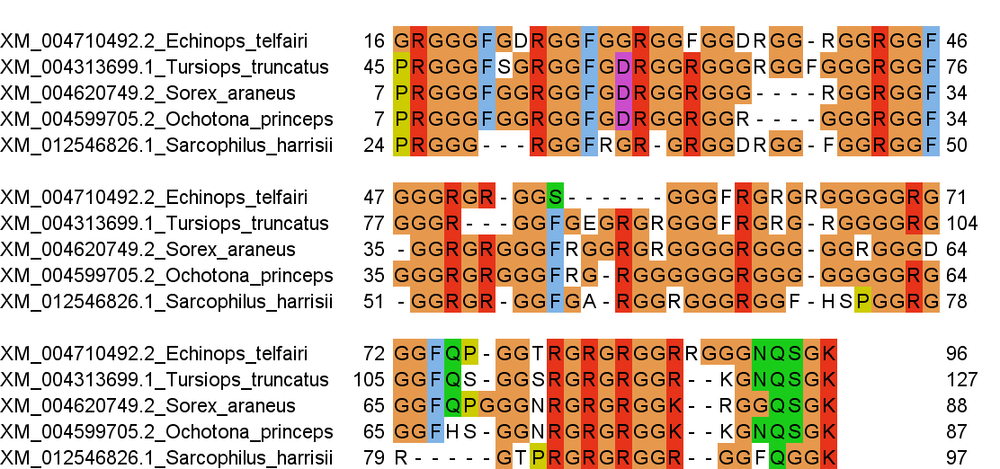 XM_004710492.2_Echinops_telfairi 16 GRGGGFGDRGGFGGRGGFGGDRGG-RGGRGGF 46
XM_004313699.1_Tursiops_truncatus 45 PRGGGFSGRGGFGDRGGRGGGRGGFGGGRGGF 76
XM_004620749.2_Sorex_araneus 7 PRGGGFGGRGGFGDRGGRGGG----RGGRGGF 34
XM_004599705.2_Ochotona_princeps 7 PRGGGFGGRGGFGDRGGRGGR----GGGRGGF 34
XM_012546826.1_Sarcophilus_harrisii 24 PRGGG---RGGFRGR-GRGGDRGG-FGGRGGF 50
XM_004710492.2_Echinops_telfairi 47 GGGRGR-GGS------GGGFRGRGRGGGGGRG 71
XM_004313699.1_Tursiops_truncatus 77 GGGR---GGFGEGRGRGGGFRGRG-RGGGGRG 104
XM_004620749.2_Sorex_araneus 35 -GGRGRGGGFRGGRGRGGGGRGGG-GGRGGGD 64
XM_004599705.2_Ochotona_princeps 35 GGGRGRGGGFRG-RGGGGGGRGGG-GGGGGRG 64
XM_012546826.1_Sarcophilus_harrisii 51 -GGRGR-GGFGA-RGGRGGGRGGF-HSPGGRG 78
XM_004710492.2_Echinops_telfairi 72 GGFQP-GGTRGRGRGGRRGGGNQSGK 96
XM_004313699.1_Tursiops_truncatus 105 GGFQS-GGSRGRGRGGR--KGNQSGK 127
XM_004620749.2_Sorex_araneus 65 GGFQPGGGNRGRGRGGK--RGGQSGK 88
XM_004599705.2_Ochotona_princeps 65 GGFHS-GGNRGRGRGGK--KGNQSGK 87
XM_012546826.1_Sarcophilus_harrisii 79 R-----GTPRGRGRGGR--GGFQGGK 97